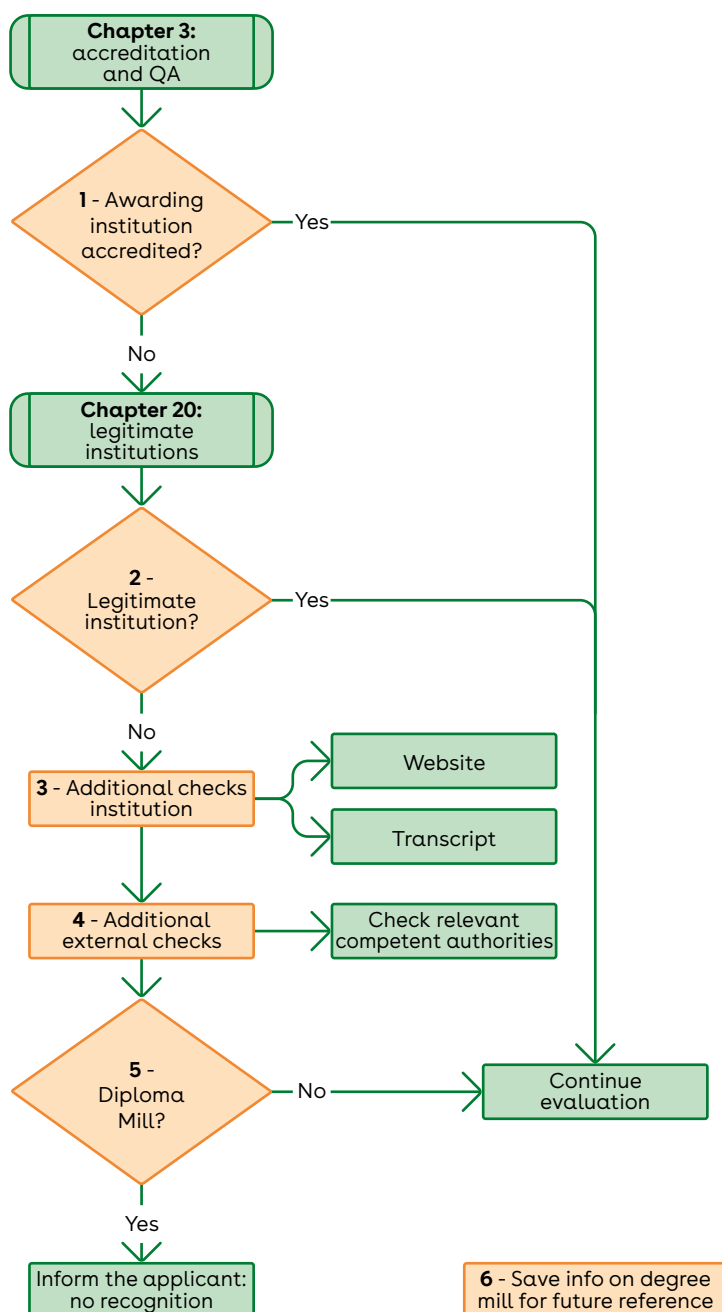 Chapter 3:
accreditation
and QA
1 - Awarding
institution
accredited?
Yes
No
Chapter 20:
legitimate
institutions
2 -
Legitimate
institution?
Yes
No
3 - Additional checks
institution
Website
Transcript
4 - Additional
external checks
Check relevant
competent authorities
5 -
Diploma
Mill?
No
Continue
evaluation
Yes
Inform the applicant:
no recognition
6 - Save info on degree
mill for future reference